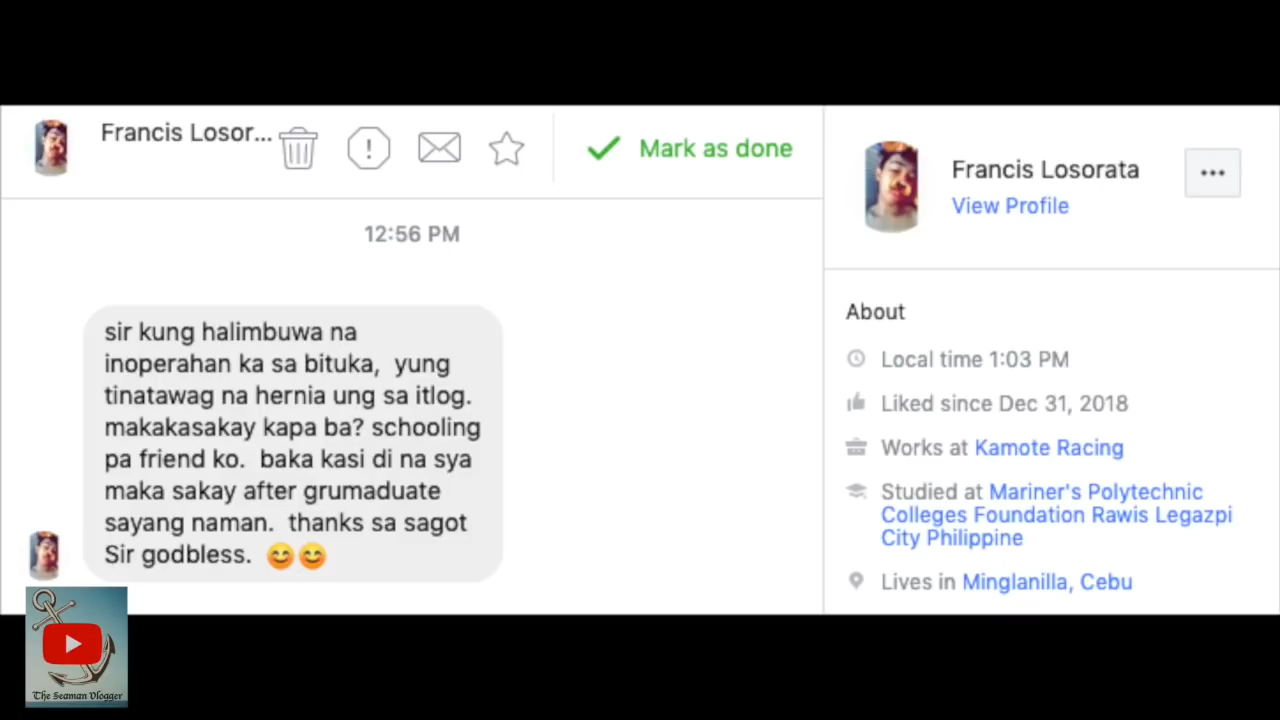 Francis Losor...
Mark as done
12:56 PM
sir kung halimbuwa na
inoperahan ka sa bituka, yung
tinatawag na hernia ung sa itlog.
makakasakay kapa ba? schooling
pa friend ko. baka kasi di na sya
maka sakay after grumaduate
sayang naman. thanks sa sagot
Sir godbless. 😊😊
Francis Losorata
...
View Profile
About
Local time 1:03 PM
Liked since Dec 31, 2018
Works at Kamote Racing
Studied at Mariner's Polytechnic
Colleges Foundation Rawis Legazpi
City Philippine
Lives in Minglanilla, Cebu
The Seaman Vlogger